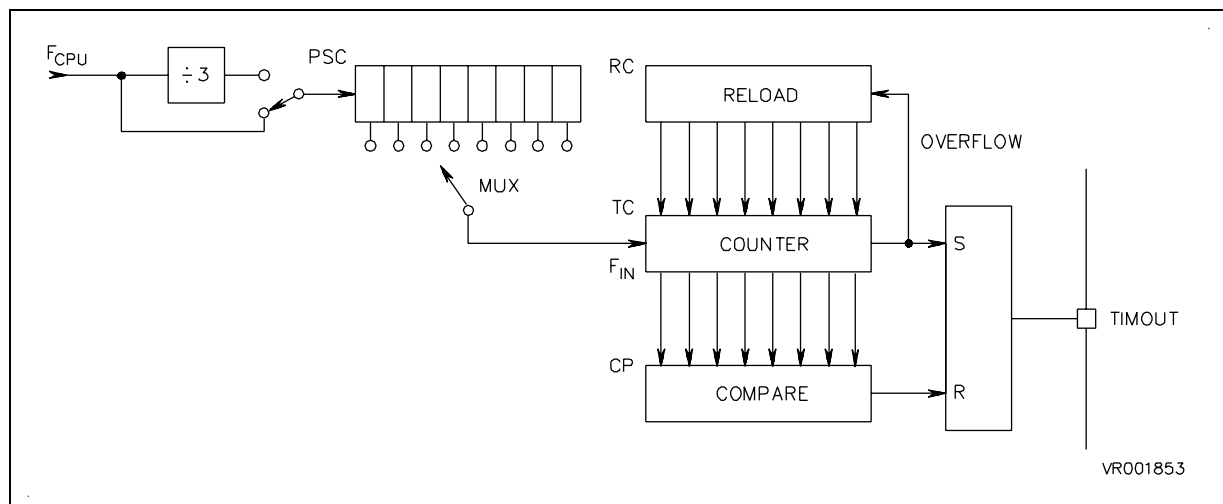 FCPU
÷3
PSC
MUX
RC
RELOAD
OVERFLOW
TC
COUNTER
FIN
S
TIMOUT
CP
COMPARE
R
VR001853